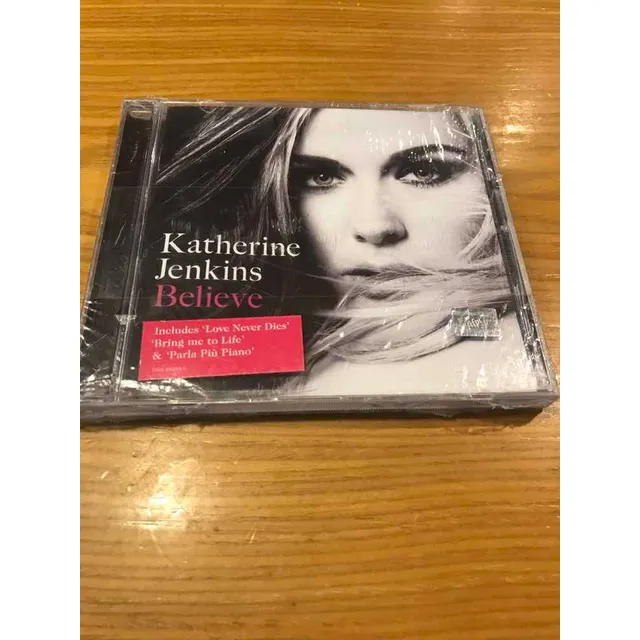 Katherine
Jenkins
Believe
Includes 'Love Never Dies'
'Bring me to Life'
& 'Parla Più Piano'